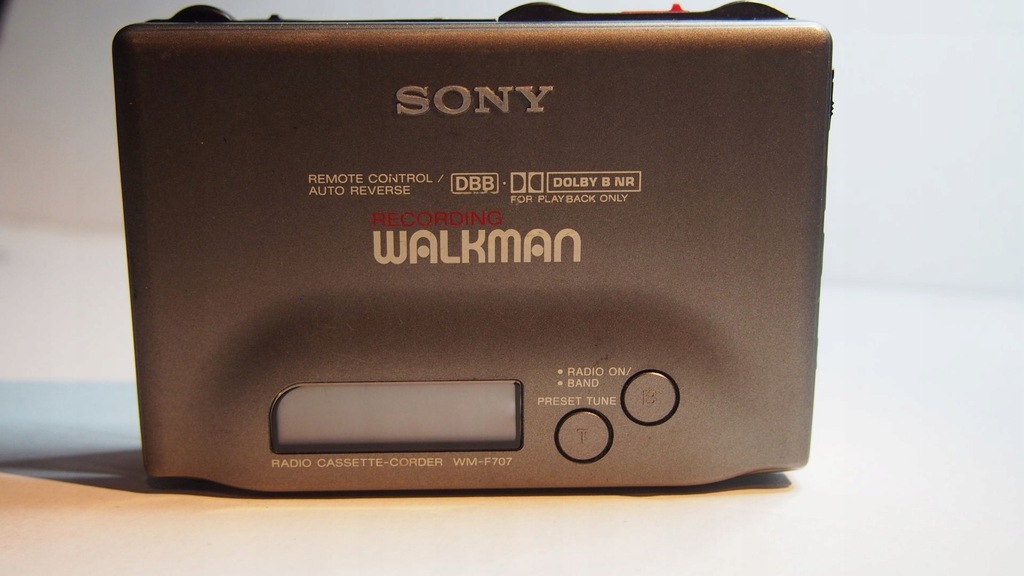 SONY
REMOTE CONTROL / AUTO REVERSE
DBB · DOLBY B NR
FOR PLAYBACK ONLY
RECORDING
WALKMAN
• RADIO ON/
• BAND
B
PRESET TUNE
T
RADIO CASSETTE-CORDER WM-F707